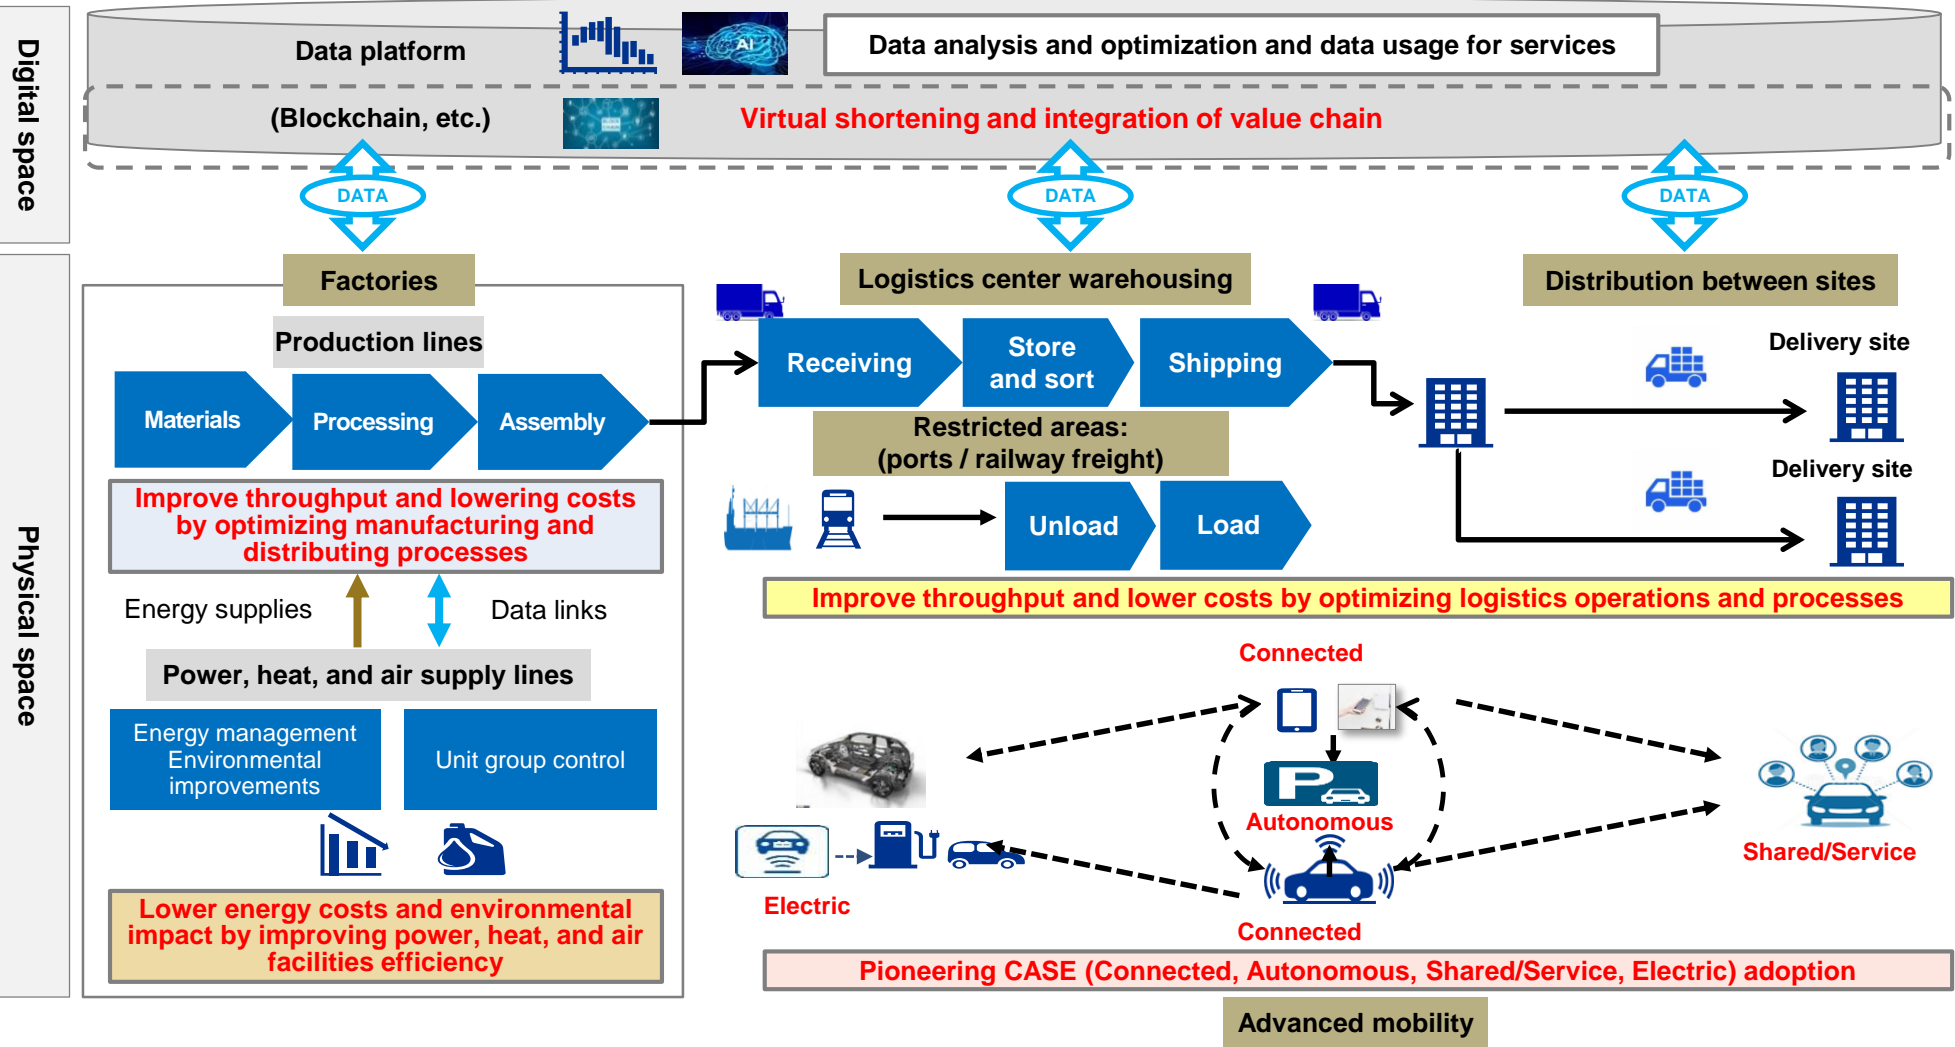 Digital space
Data platform
AI
Data analysis and optimization and data usage for services
(Blockchain, etc.)
Virtual shortening and integration of value chain
DATA
DATA
DATA
Physical space
Factories
Production lines
Materials
Processing
Assembly
Improve throughput and lowering costs
by optimizing manufacturing and
distributing processes
Energy supplies
Data links
Power, heat, and air supply lines
Energy management
Environmental
improvements
Unit group control
Lower energy costs and environmental
impact by improving power, heat, and air
facilities efficiency
Logistics center warehousing
Receiving
Store
and sort
Shipping
Restricted areas:
(ports / railway freight)
Unload
Load
Distribution between sites
Delivery site
Delivery site
Improve throughput and lower costs by optimizing logistics operations and processes
Connected
P
Autonomous
Electric
Connected
Shared/Service
Pioneering CASE (Connected, Autonomous, Shared/Service, Electric) adoption
Advanced mobility